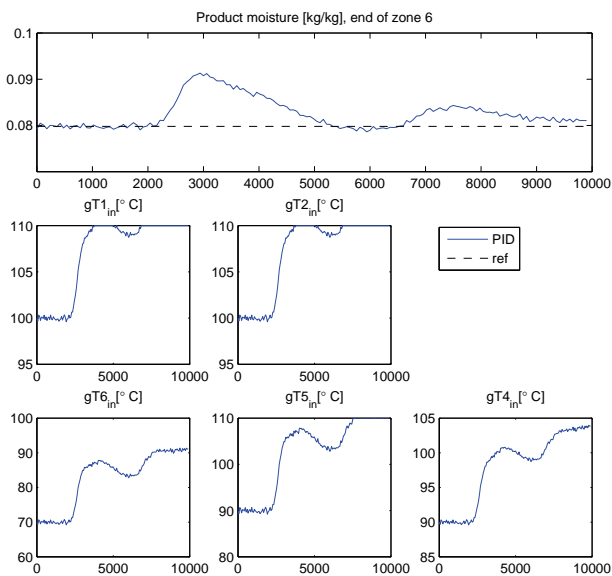 Product moisture [kg/kg], end of zone 6
0.1
0.09
0.08
0 1000 2000 3000 4000 5000 6000 7000 8000 9000 10000
gT1in[° C] gT2in[° C]
110 110
105 105
100 100
95 95
0 5000 10000 0 5000 10000
PID
ref
gT6in[° C] gT5in[° C] gT4in[° C]
100 110 105
90 100 100
80 95
70 90 90
60 80 85
0 5000 10000 0 5000 10000 0 5000 10000